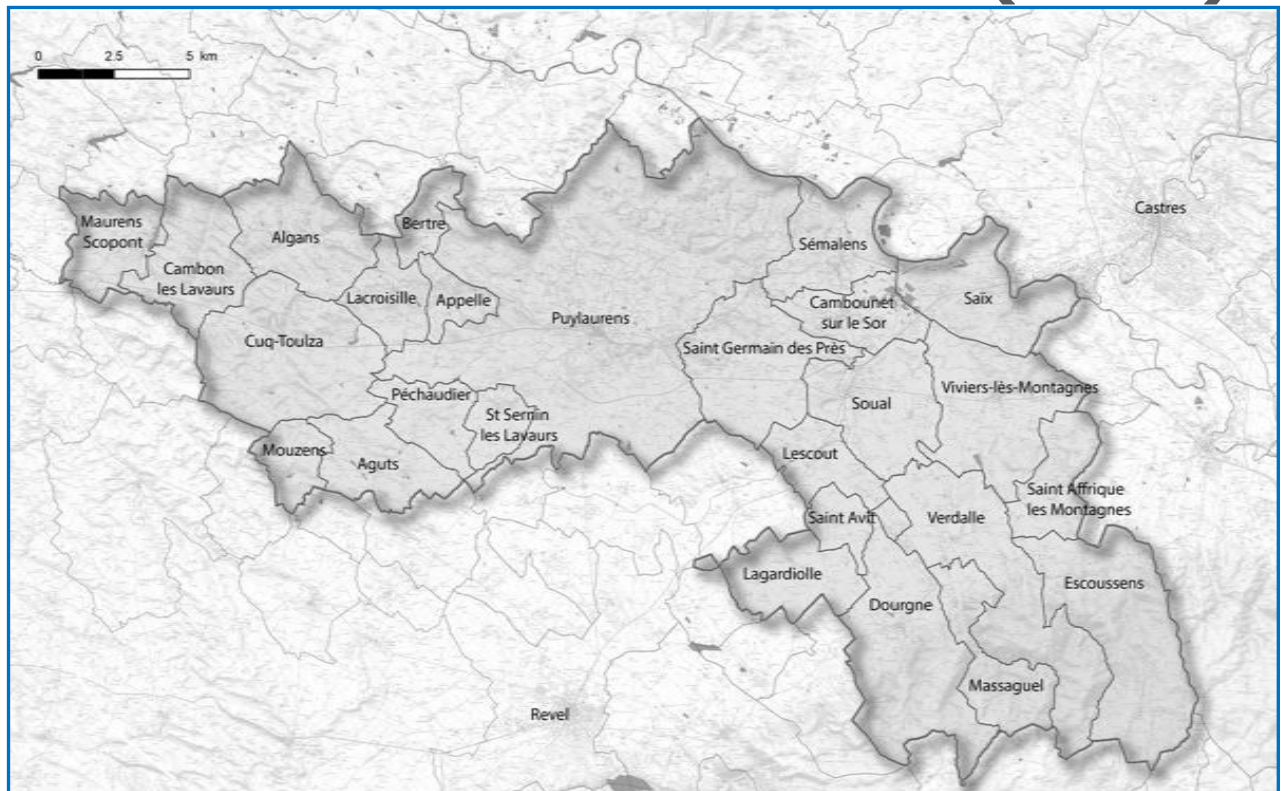 0 2.5 5 km
Castres
Maurens
Scopont
Bertre
Algans
Sémalens
Cambon
les Lavaurs
Lacroisille
Appelle
Saïx
Cambounet
sur le Sor
Puylaurens
Cuq-Toulza
Saint Germain des Près
Viviers-lès-Montagnes
Péchaudier
Soual
St Sernin
les Lavaurs
Mouzens
Aguts
Lescout
Saint Affrique
les Montagnes
Saint Avit
Verdalle
Lagardiolle
Escoussens
Dourgne
Massaguel
Revel